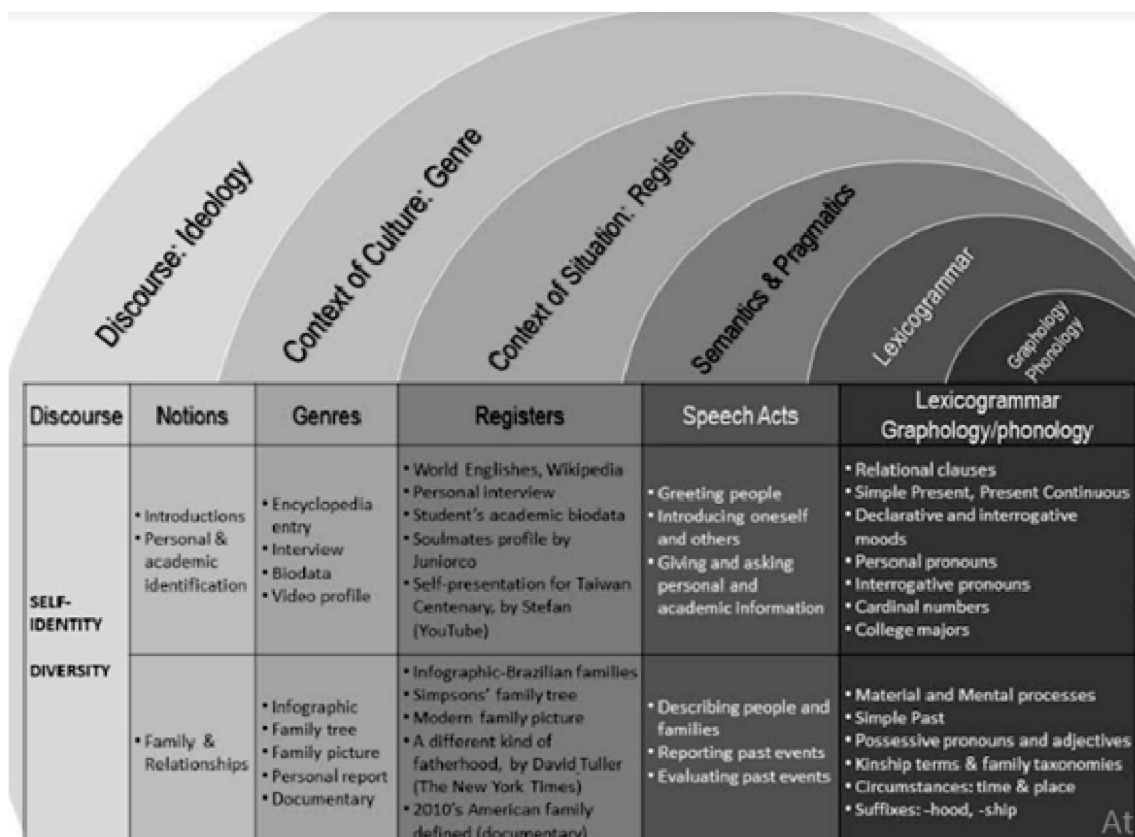 Discourse: Ideology
Context of Culture: Genre
Context of Situation: Register
Semantics & Pragmatics
Lexicogrammar
Graphology
Phonology
Discourse
Notions
Genres
Registers
Speech Acts
Lexicogrammar
Graphology/phonology
SELF-
IDENTITY
DIVERSITY
• Introductions
• Personal &
academic
identification
• Encyclopedia
entry
• Interview
• Biodata
• Video profile
• World Englishes, Wikipedia
• Personal interview
• Student's academic biodata
• Soulmates profile by
Juniorco
• Self-presentation for Taiwan
Centenary, by Stefan
(YouTube)
• Greeting people
• Introducing oneself
and others
• Giving and asking
personal and
academic information
• Relational clauses
• Simple Present, Present Continuous
• Declarative and interrogative
moods
• Personal pronouns
• Interrogative pronouns
• Cardinal numbers
• College majors
• Family &
Relationships
• Infographic
• Family tree
• Family picture
• Personal report
• Documentary
• Infographic-Brazilian families
• Simpsons' family tree
• Modern family picture
• A different kind of
fatherhood, by David Tuller
(The New York Times)
• 2010's American family
defined (documentary)
• Describing people and
families
• Reporting past events
• Evaluating past events
• Material and Mental processes
• Simple Past
• Possessive pronouns and adjectives
• Kinship terms & family taxonomies
• Circumstances: time & place
• Suffixes: -hood, -ship
At